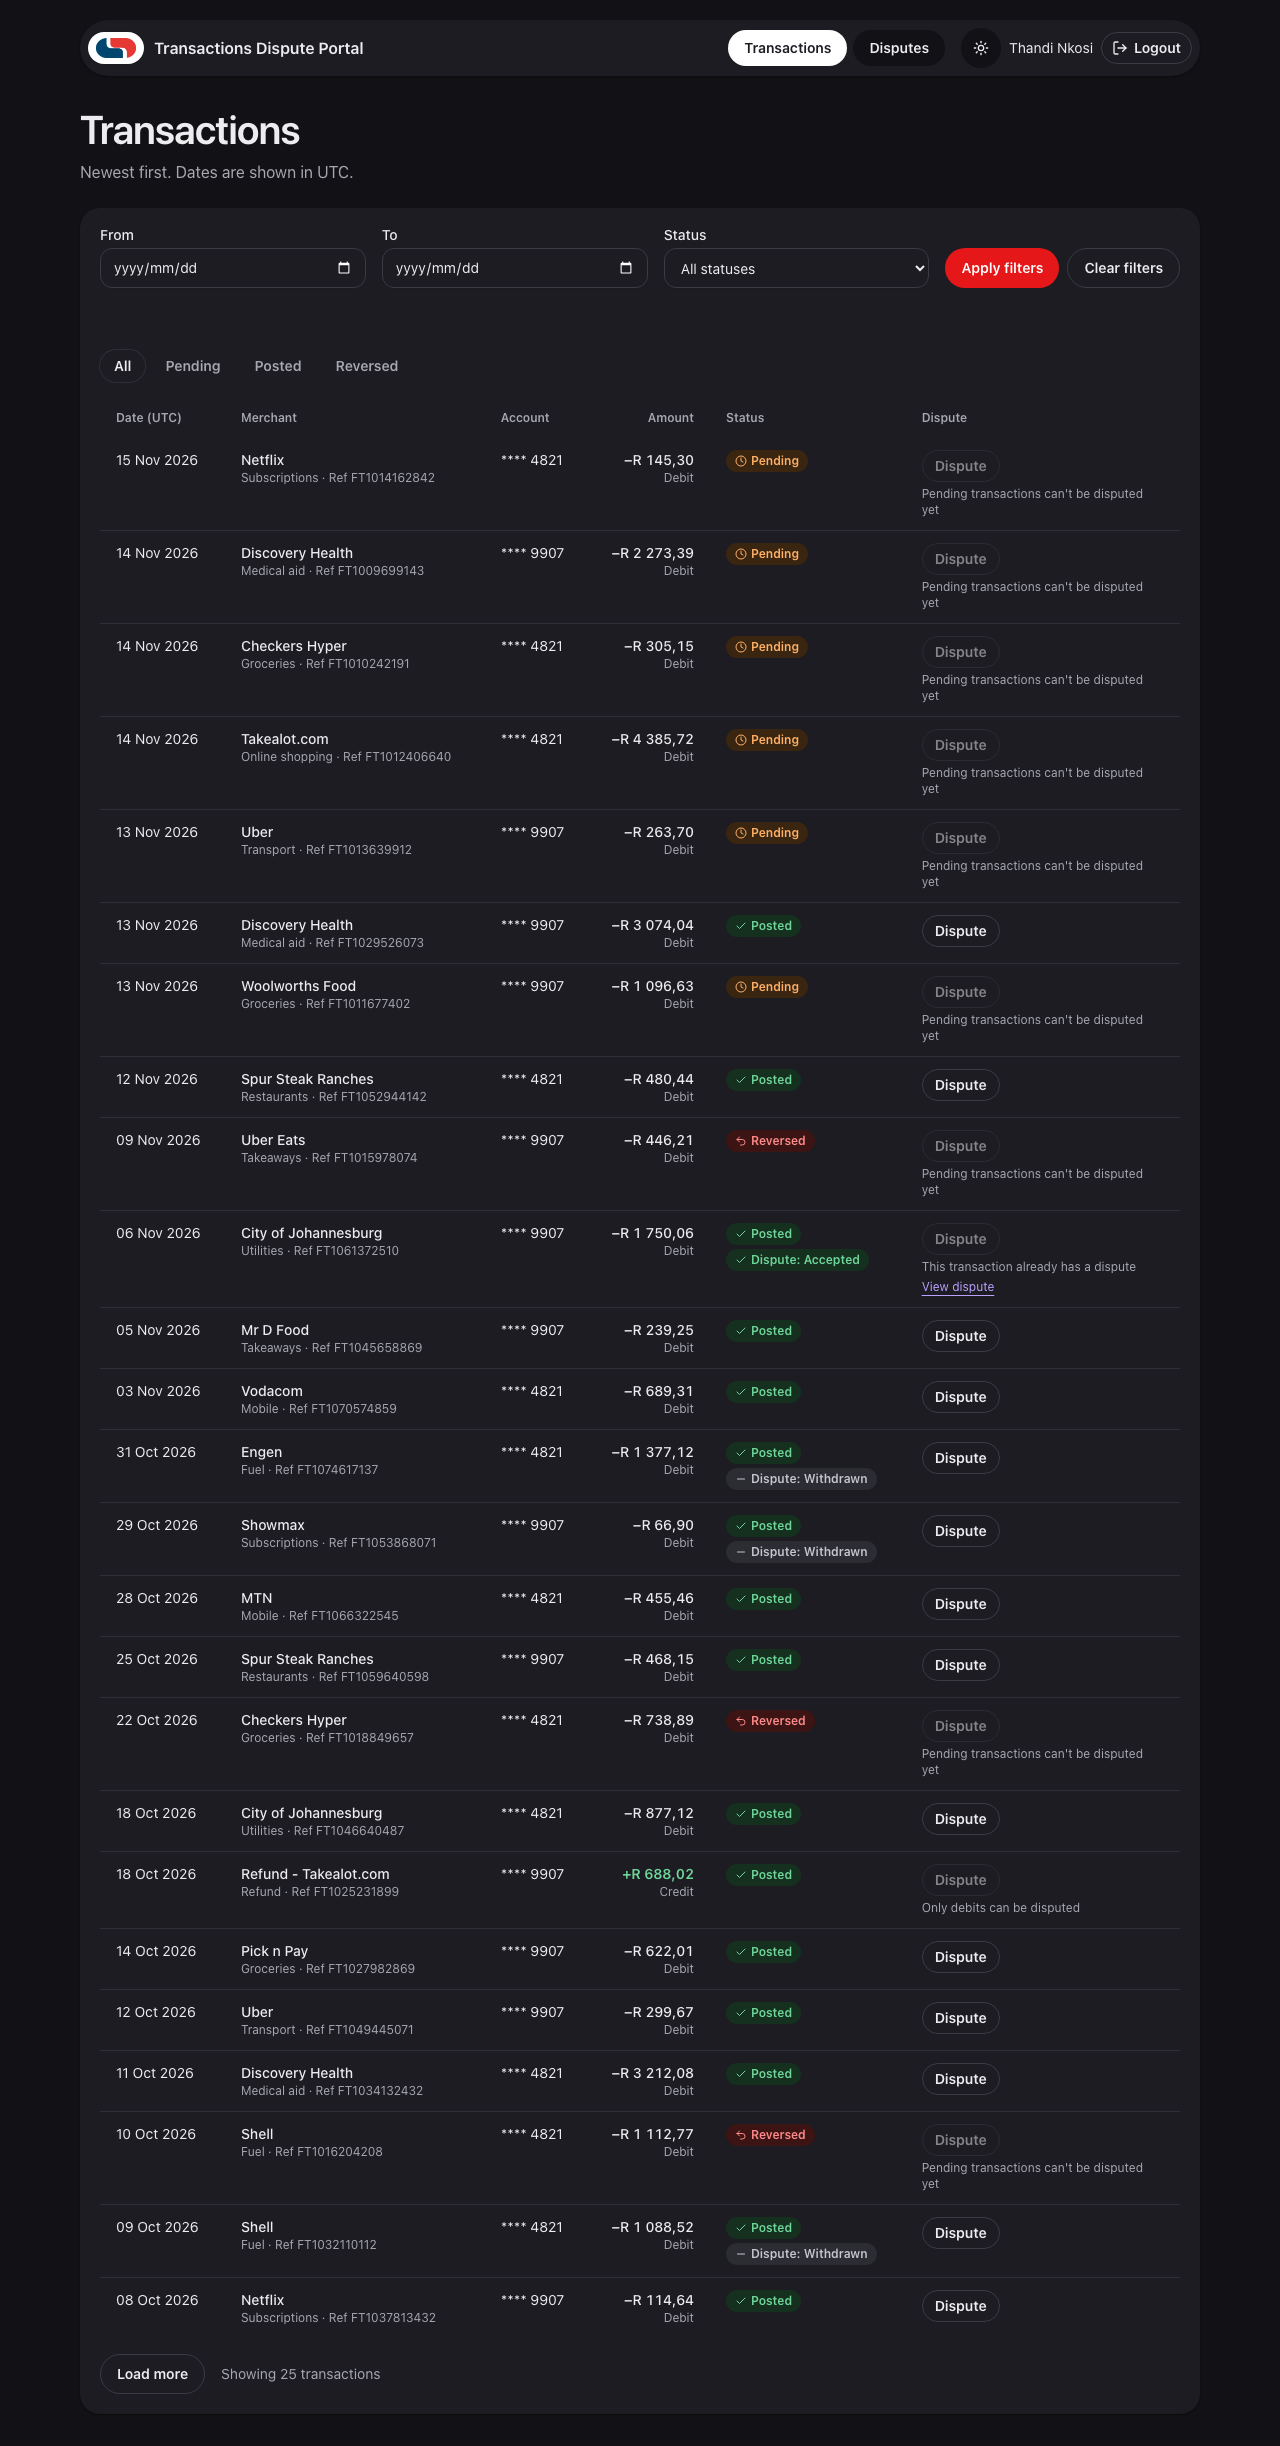 Transactions Dispute Portal
Transactions
Disputes
Thandi Nkosi
Logout
Transactions
Newest first. Dates are shown in UTC.
From
To
Status
yyyy/mm/dd
yyyy/mm/dd
All statuses
Apply filters
Clear filters
All
Pending
Posted
Reversed
Date (UTC) Merchant Account Amount Status Dispute
15 Nov 2026 Netflix **** 4821 −R 145,30 Pending Dispute
Subscriptions · Ref FT1014162842 Debit
Pending transactions can't be disputed
yet
14 Nov 2026 Discovery Health **** 9907 −R 2 273,39 Pending Dispute
Medical aid · Ref FT1009699143 Debit
Pending transactions can't be disputed
yet
14 Nov 2026 Checkers Hyper **** 4821 −R 305,15 Pending Dispute
Groceries · Ref FT1010242191 Debit
Pending transactions can't be disputed
yet
14 Nov 2026 Takealot.com **** 4821 −R 4 385,72 Pending Dispute
Online shopping · Ref FT1012406640 Debit
Pending transactions can't be disputed
yet
13 Nov 2026 Uber **** 9907 −R 263,70 Pending Dispute
Transport · Ref FT1013639912 Debit
Pending transactions can't be disputed
yet
13 Nov 2026 Discovery Health **** 9907 −R 3 074,04 Posted Dispute
Medical aid · Ref FT1029526073 Debit
13 Nov 2026 Woolworths Food **** 9907 −R 1 096,63 Pending Dispute
Groceries · Ref FT1011677402 Debit
Pending transactions can't be disputed
yet
12 Nov 2026 Spur Steak Ranches **** 4821 −R 480,44 Posted Dispute
Restaurants · Ref FT1052944142 Debit
09 Nov 2026 Uber Eats **** 9907 −R 446,21 Reversed Dispute
Takeaways · Ref FT1015978074 Debit
Pending transactions can't be disputed
yet
06 Nov 2026 City of Johannesburg **** 9907 −R 1 750,06 Posted Dispute
Utilities · Ref FT1061372510 Debit Dispute: Accepted
This transaction already has a dispute
View dispute
05 Nov 2026 Mr D Food **** 9907 −R 239,25 Posted Dispute
Takeaways · Ref FT1045658869 Debit
03 Nov 2026 Vodacom **** 4821 −R 689,31 Posted Dispute
Mobile · Ref FT1070574859 Debit
31 Oct 2026 Engen **** 4821 −R 1 377,12 Posted Dispute
Fuel · Ref FT1074617137 Debit Dispute: Withdrawn
29 Oct 2026 Showmax **** 9907 −R 66,90 Posted Dispute
Subscriptions · Ref FT1053868071 Debit Dispute: Withdrawn
28 Oct 2026 MTN **** 4821 −R 455,46 Posted Dispute
Mobile · Ref FT1066322545 Debit
25 Oct 2026 Spur Steak Ranches **** 9907 −R 468,15 Posted Dispute
Restaurants · Ref FT1059640598 Debit
22 Oct 2026 Checkers Hyper **** 4821 −R 738,89 Reversed Dispute
Groceries · Ref FT1018849657 Debit
Pending transactions can't be disputed
yet
18 Oct 2026 City of Johannesburg **** 4821 −R 877,12 Posted Dispute
Utilities · Ref FT1046640487 Debit
18 Oct 2026 Refund - Takealot.com **** 9907 +R 688,02 Posted Dispute
Refund · Ref FT1025231899 Credit
Only debits can be disputed
14 Oct 2026 Pick n Pay **** 9907 −R 622,01 Posted Dispute
Groceries · Ref FT1027982869 Debit
12 Oct 2026 Uber **** 9907 −R 299,67 Posted Dispute
Transport · Ref FT1049445071 Debit
11 Oct 2026 Discovery Health **** 4821 −R 3 212,08 Posted Dispute
Medical aid · Ref FT1034132432 Debit
10 Oct 2026 Shell **** 4821 −R 1 112,77 Reversed Dispute
Fuel · Ref FT1016204208 Debit
Pending transactions can't be disputed
yet
09 Oct 2026 Shell **** 4821 −R 1 088,52 Posted Dispute
Fuel · Ref FT1032110112 Debit Dispute: Withdrawn
08 Oct 2026 Netflix **** 9907 −R 114,64 Posted Dispute
Subscriptions · Ref FT1037813432 Debit
Load more
Showing 25 transactions